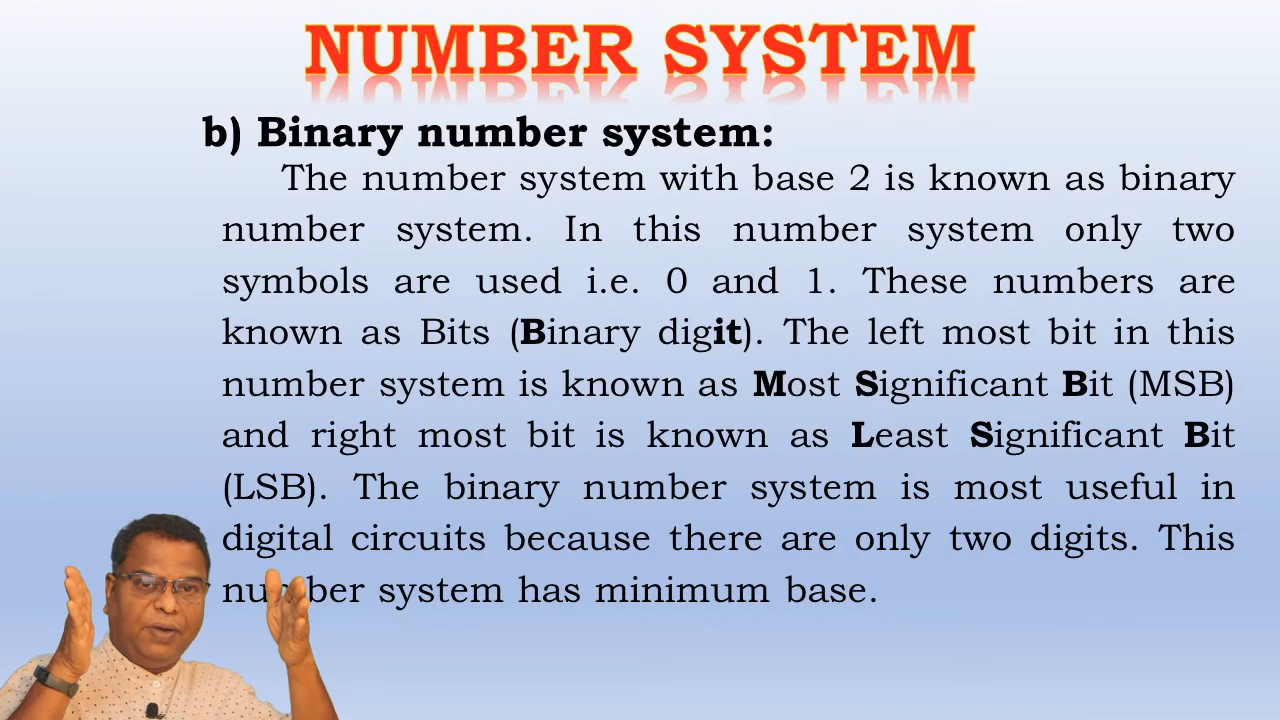 NUMBER SYSTEM
b) Binary number system:
The number system with base 2 is known as binary
number system. In this number system only two
symbols are used i.e. 0 and 1. These numbers are
known as Bits (Binary digit). The left most bit in this
number system is known as Most Significant Bit (MSB)
and right most bit is known as Least Significant Bit
(LSB). The binary number system is most useful in
digital circuits because there are only two digits. This
number system has minimum base.